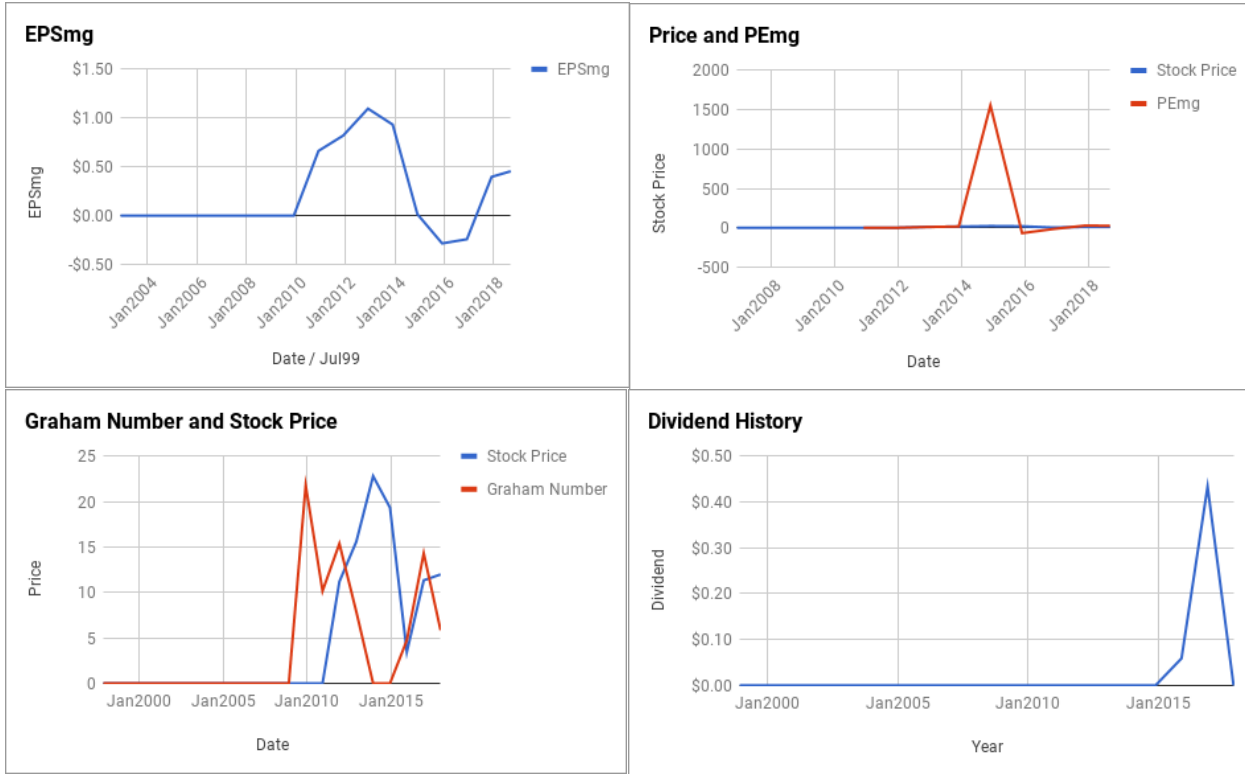 EPSmg
EPSmg
$1.50
$1.00
$0.50
$0.00
-$0.50
EPSmg
Jan2004
Jan2006
Jan2008
Jan2010
Jan2012
Jan2014
Jan2016
Jan2018
Date / Jul99
Price and PEmg
Stock Price
PEmg
2000
1500
1000
500
0
-500
Stock Price
Jan2008
Jan2010
Jan2012
Jan2014
Jan2016
Jan2018
Date
Graham Number and Stock Price
Stock Price
Graham Number
25
20
15
10
5
0
Price
Jan2000
Jan2005
Jan2010
Jan2015
Date
Dividend History
$0.50
$0.40
$0.30
$0.20
$0.10
$0.00
Dividend
Jan2000
Jan2005
Jan2010
Jan2015
Year